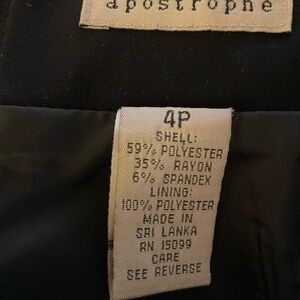 apostrophe
4P
SHELL:
59% POLYESTER
35% RAYON
6% SPANDEX
LINING:
100% POLYESTER
MADE IN
SRI LANKA
RN 15099
CARE
SEE REVERSE